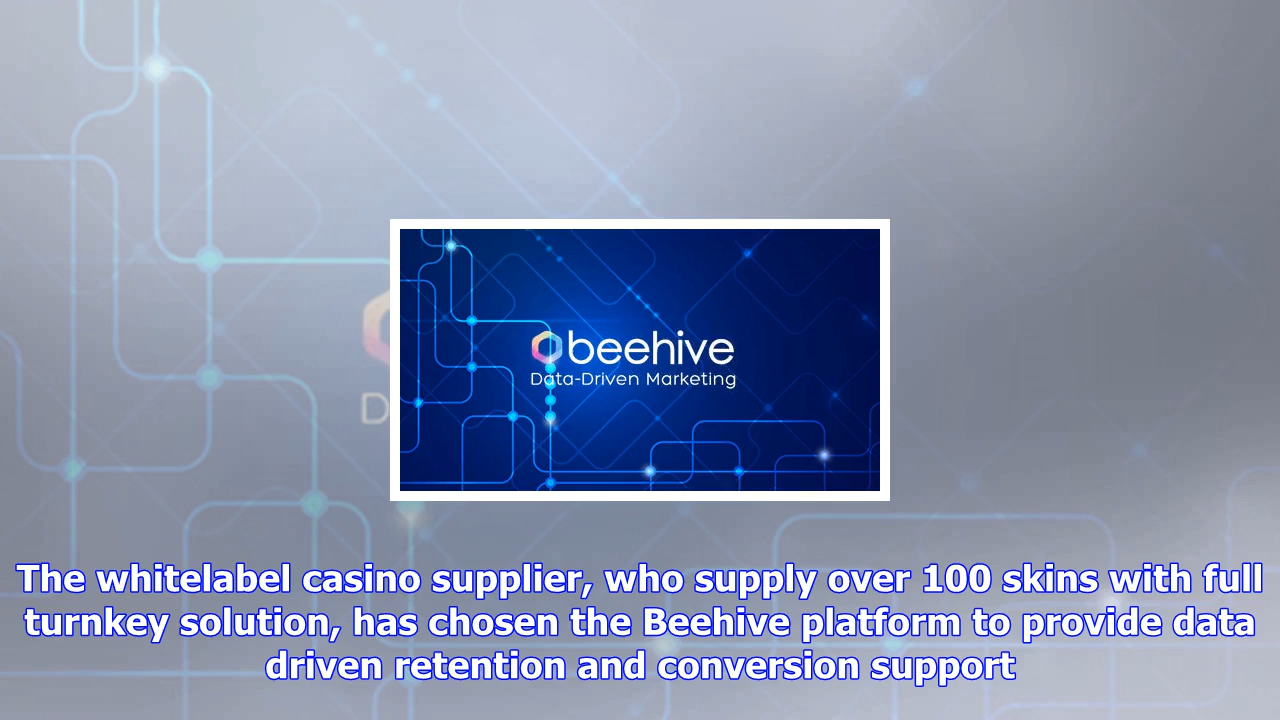 beehive
Data-Driven Marketing
D
The whitelabel casino supplier, who supply over 100 skins with full
turnkey solution, has chosen the Beehive platform to provide data
driven retention and conversion support